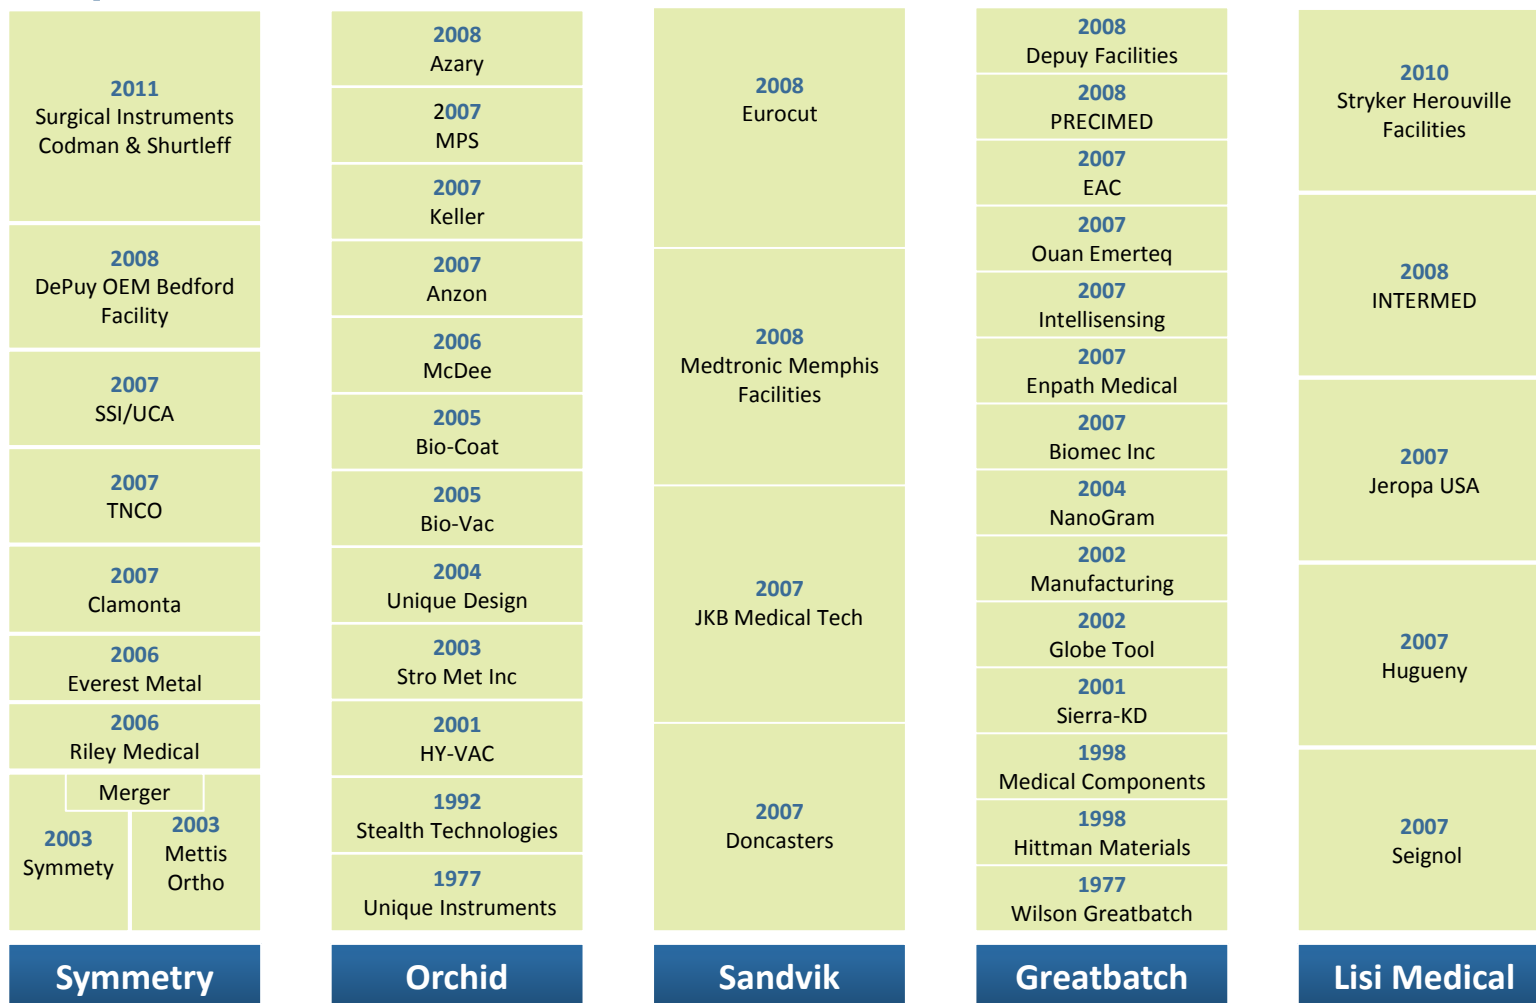 2011
Surgical Instruments
Codman & Shurtleff
2008
DePuy OEM Bedford
Facility
2007
SSI/UCA
2007
TNCO
2007
Clamonta
2006
Everest Metal
2006
Riley Medical
Merger
2003
Symmety
2003
Mettis
Ortho
Symmetry
2008
Azary
2007
MPS
2007
Keller
2007
Anzon
2006
McDee
2005
Bio-Coat
2005
Bio-Vac
2004
Unique Design
2003
Stro Met Inc
2001
HY-VAC
1992
Stealth Technologies
1977
Unique Instruments
Orchid
2008
Eurocut
2008
Medtronic Memphis
Facilities
2007
JKB Medical Tech
2007
Doncasters
Sandvik
2008
Depuy Facilities
2008
PRECIMED
2007
EAC
2007
Ouan Emerteq
2007
Intellisensing
2007
Enpath Medical
2007
Biomec Inc
2004
NanoGram
2002
Manufacturing
2002
Globe Tool
2001
Sierra-KD
1998
Medical Components
1998
Hittman Materials
1977
Wilson Greatbatch
Greatbatch
2010
Stryker Herouville
Facilities
2008
INTERMED
2007
Jeropa USA
2007
Hugueny
2007
Seignol
Lisi Medical